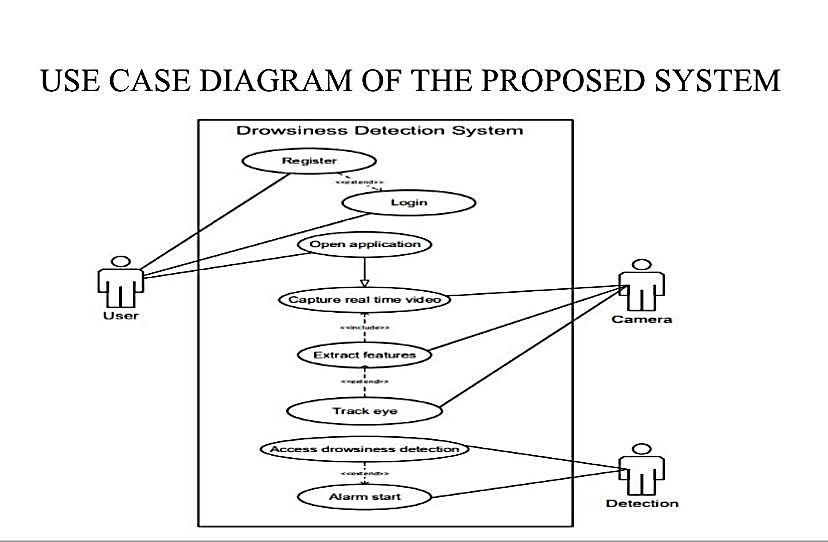 USE CASE DIAGRAM OF THE PROPOSED SYSTEM
Drowsiness Detection System
Register
<<extend>>
Login
Open application
Capture real time video
<<include>>
Extract features
<<extend>>
Track eye
Access drowsiness detection
<<extend>>
Alarm start
User
Camera
Detection